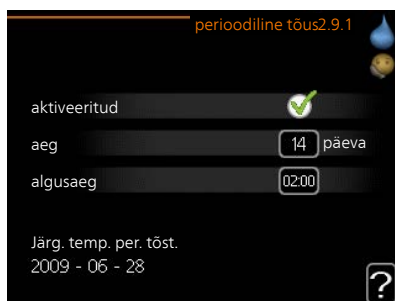 perioodiline tõus2.9.1
aktiveeritud
aeg 14 päeva
algusaeg 02:00
Järg. temp. per. tõst.
2009 - 06 - 28
?